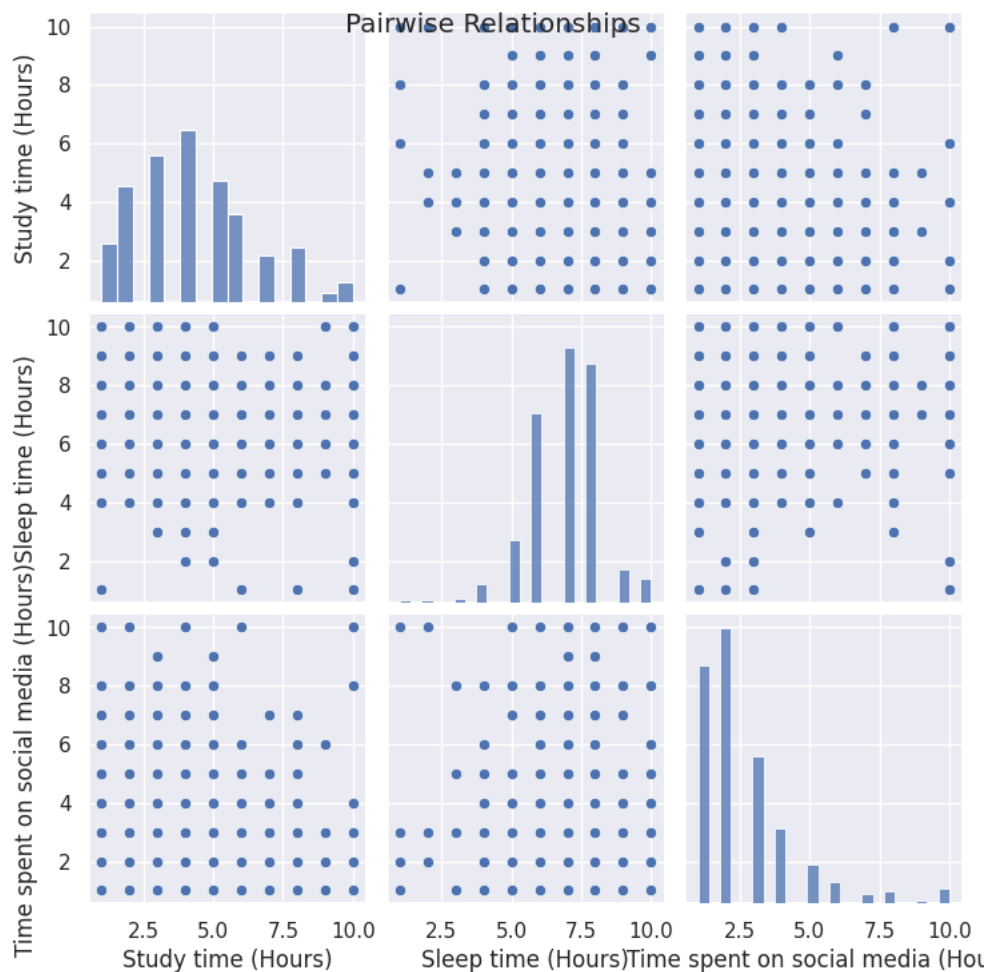 Pairwise Relationships
10
8
6
4
2
Study time (Hours)
10
8
6
4
2
Sleep time (Hours)
10
8
6
4
2
Time spent on social media (Hours)
2.5 5.0 7.5 10.0 2.5 5.0 7.5 10.0 2.5 5.0 7.5 10.0
Study time (Hours) Sleep time (Hours) Time spent on social media (Hou